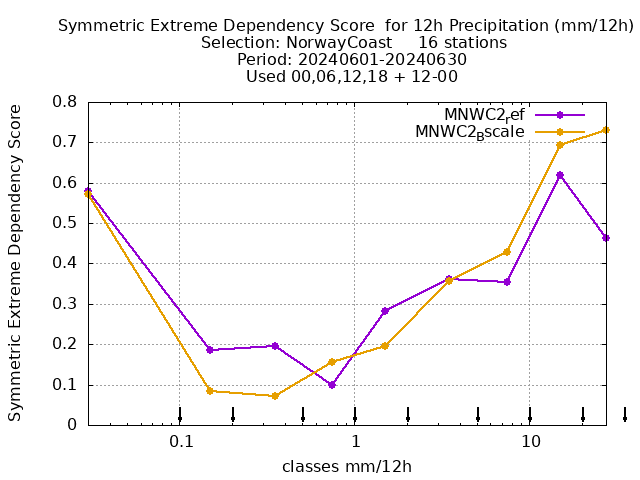 Symmetric Extreme Dependency Score  for 12h Precipitation (mm/12h)
Selection: NorwayCoast     16 stations
Period: 20240601-20240630
Used 00,06,12,18 + 12-00
MNWC2ref
MNWC2Bscale
Symmetric Extreme Dependency Score
0.8
0.7
0.6
0.5
0.4
0.3
0.2
0.1
0
0.1 1 10
classes mm/12h